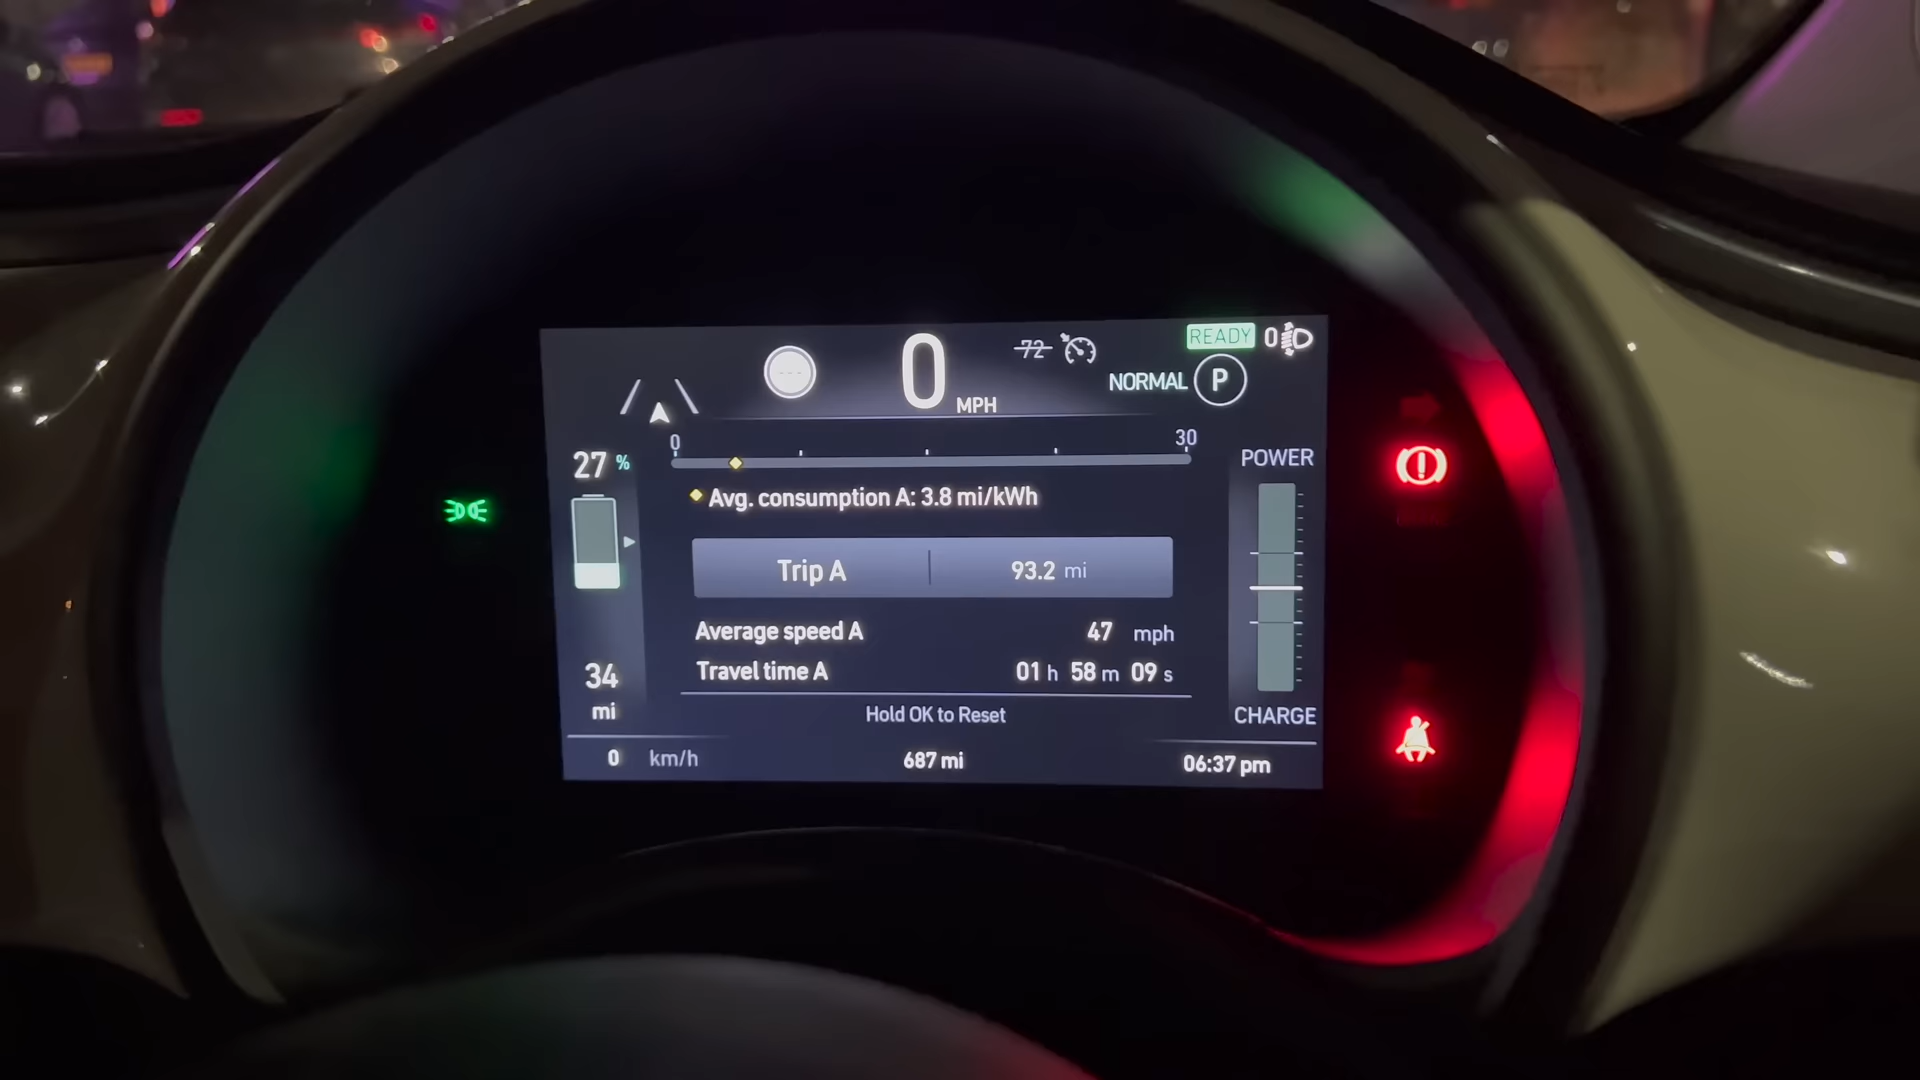 0 MPH
72
READY 0
NORMAL P
27 %
0 30
POWER
Avg. consumption A: 3.8 mi/kWh
Trip A 93.2 mi
Average speed A 47 mph
Travel time A 01 h 58 m 09 s
34
mi
Hold OK to Reset
CHARGE
0 km/h 687 mi 06:37 pm